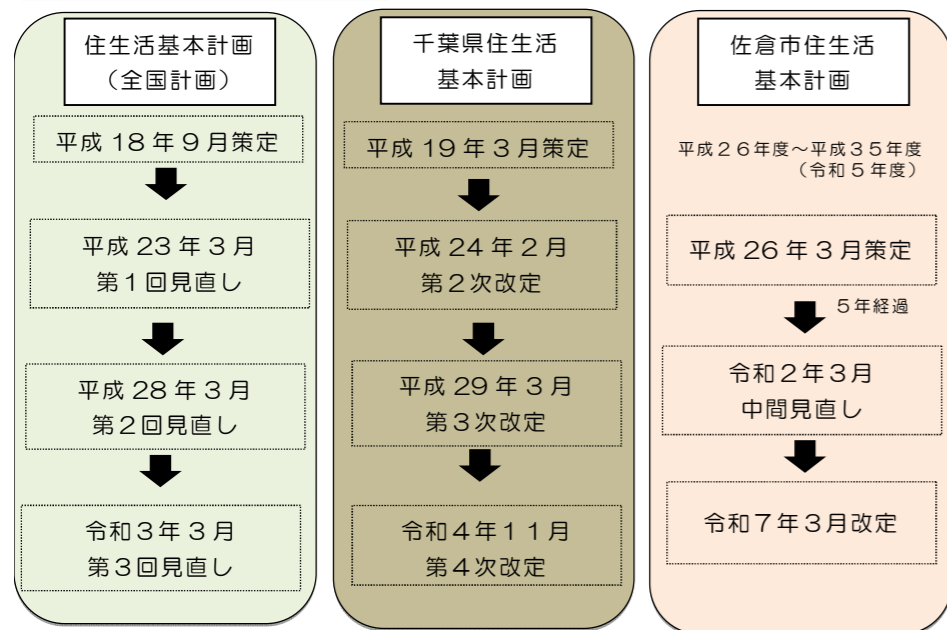 住生活基本計画
（全国計画）
平成 18 年 9 月策定
平成 23 年 3 月
第１回見直し
平成 28 年 3 月
第２回見直し
令和３年 3 月
第３回見直し
千葉県住生活
基本計画
平成 19 年 3 月策定
平成 24 年 2 月
第２次改定
平成 29 年 3 月
第３次改定
令和４年１１月
第４次改定
佐倉市住生活
基本計画
平成２６年度～平成３５年度
（令和５年度）
平成 26 年 3 月策定
５年経過
令和２年３月
中間見直し
令和７年３月改定